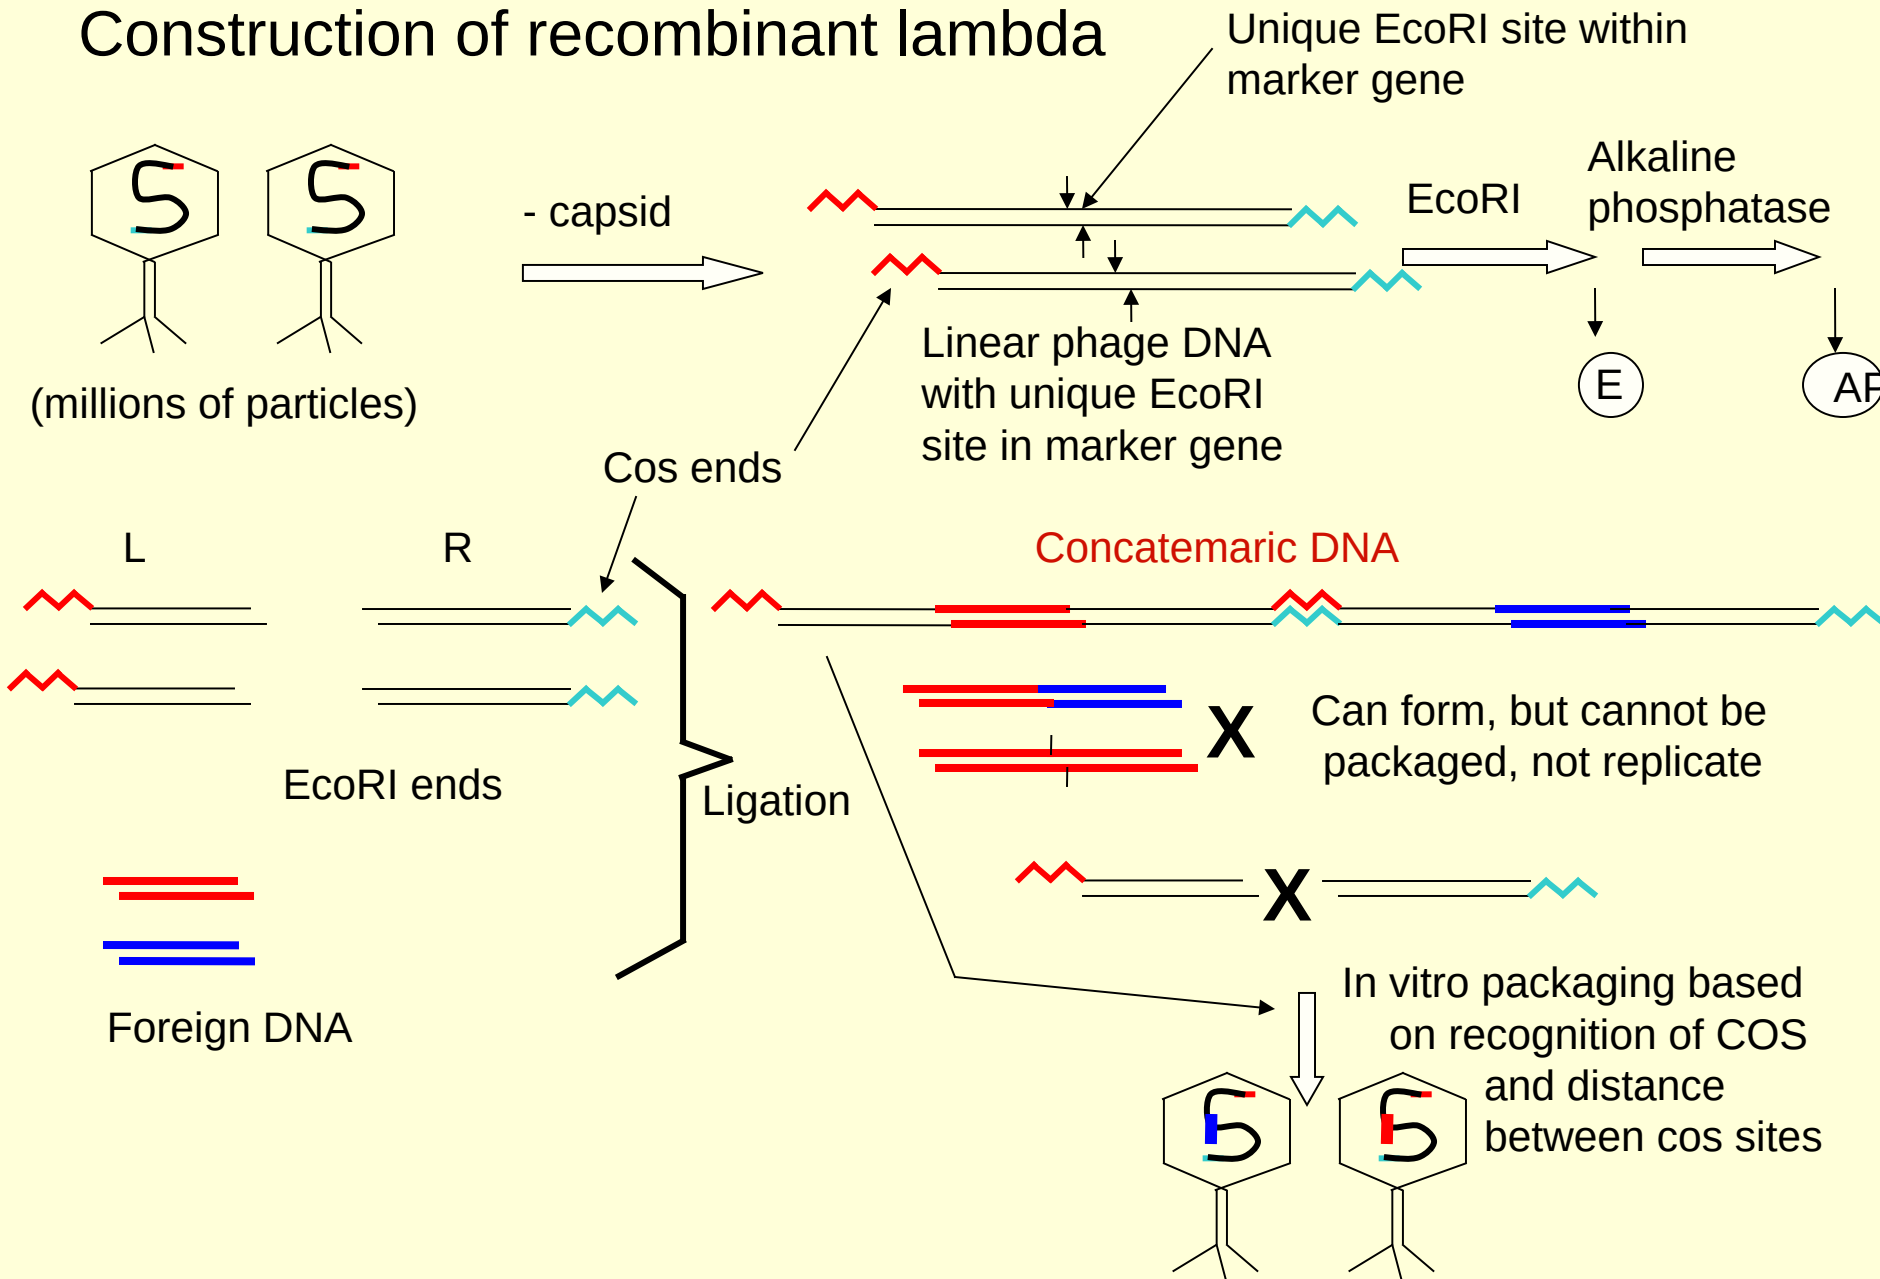 Construction of recombinant lambda
Unique EcoRI site within
marker gene
- capsid
EcoRI
Alkaline
phosphatase
(millions of particles)
Linear phage DNA
with unique EcoRI
site in marker gene
E
AP
Cos ends
L
R
Concatemaric DNA
X
Can form, but cannot be
packaged, not replicate
EcoRI ends
Ligation
X
Foreign DNA
In vitro packaging based
on recognition of COS
and distance
between cos sites